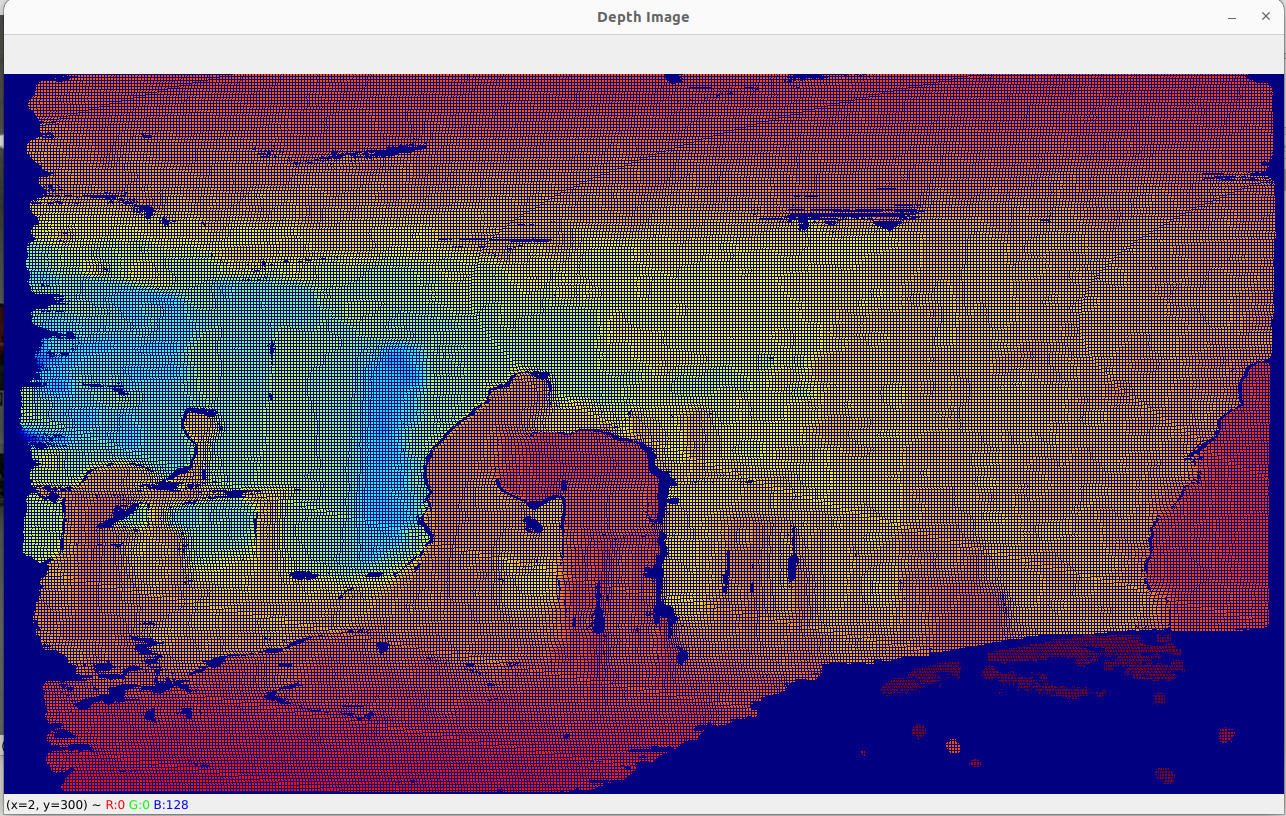 Depth Image
(x=2, y=300) ~ R:0 G:0 B:128